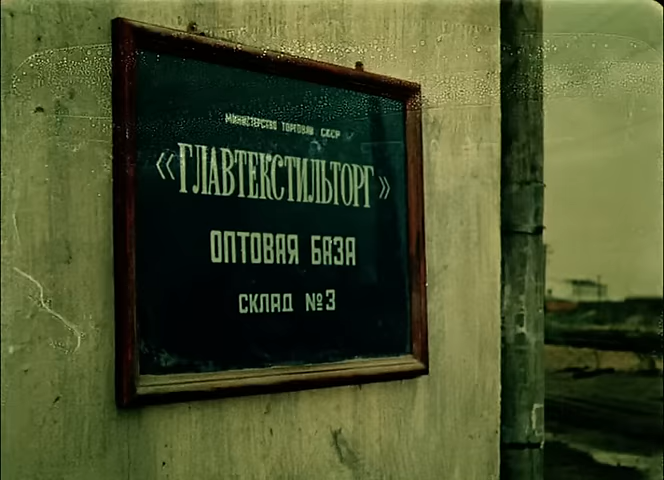 МИНИСТЕРСТВО ТОРГОВЛИ СССР
«ГЛАВТЕКСТИЛЬТОРГ»
ОПТОВАЯ БАЗА
СКЛАД №3